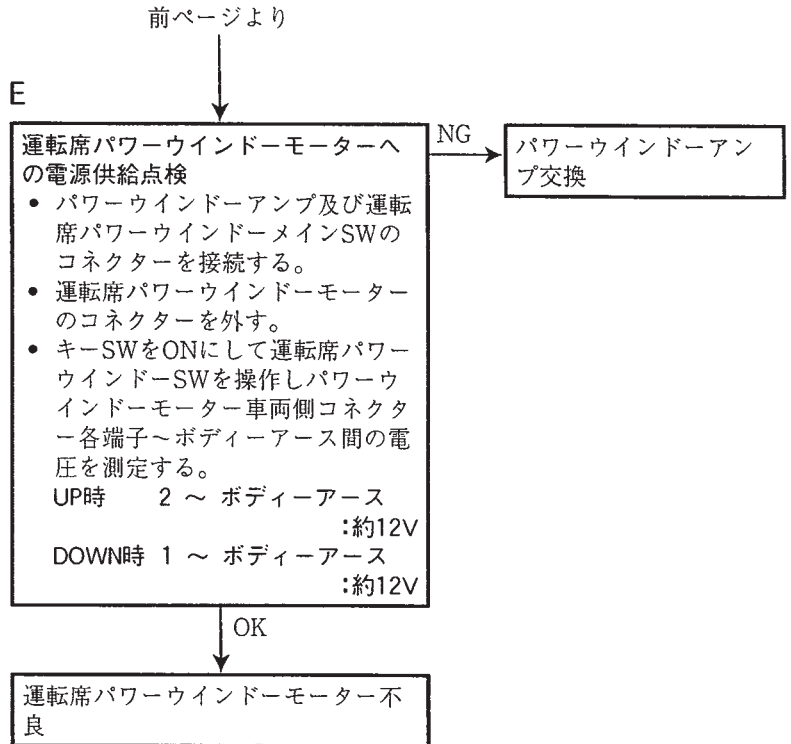 前ページより
E
運転席パワーウインドーモーターへ
の電源供給点検
• パワーウインドーアンプ及び運転
席パワーウインドーメインSWの
コネクターを接続する。
• 運転席パワーウインドーモーター
のコネクターを外す。
• キーSWをONにして運転席パワー
ウインドーSWを操作しパワーウ
インドーモーター車両側コネクタ
ー各端子～ボディーアース間の電
圧を測定する。
UP時 2 ～ ボディーアース
:約12V
DOWN時 1 ～ ボディーアース
:約12V
NG
パワーウインドーアン
プ交換
OK
運転席パワーウインドーモーター不
良